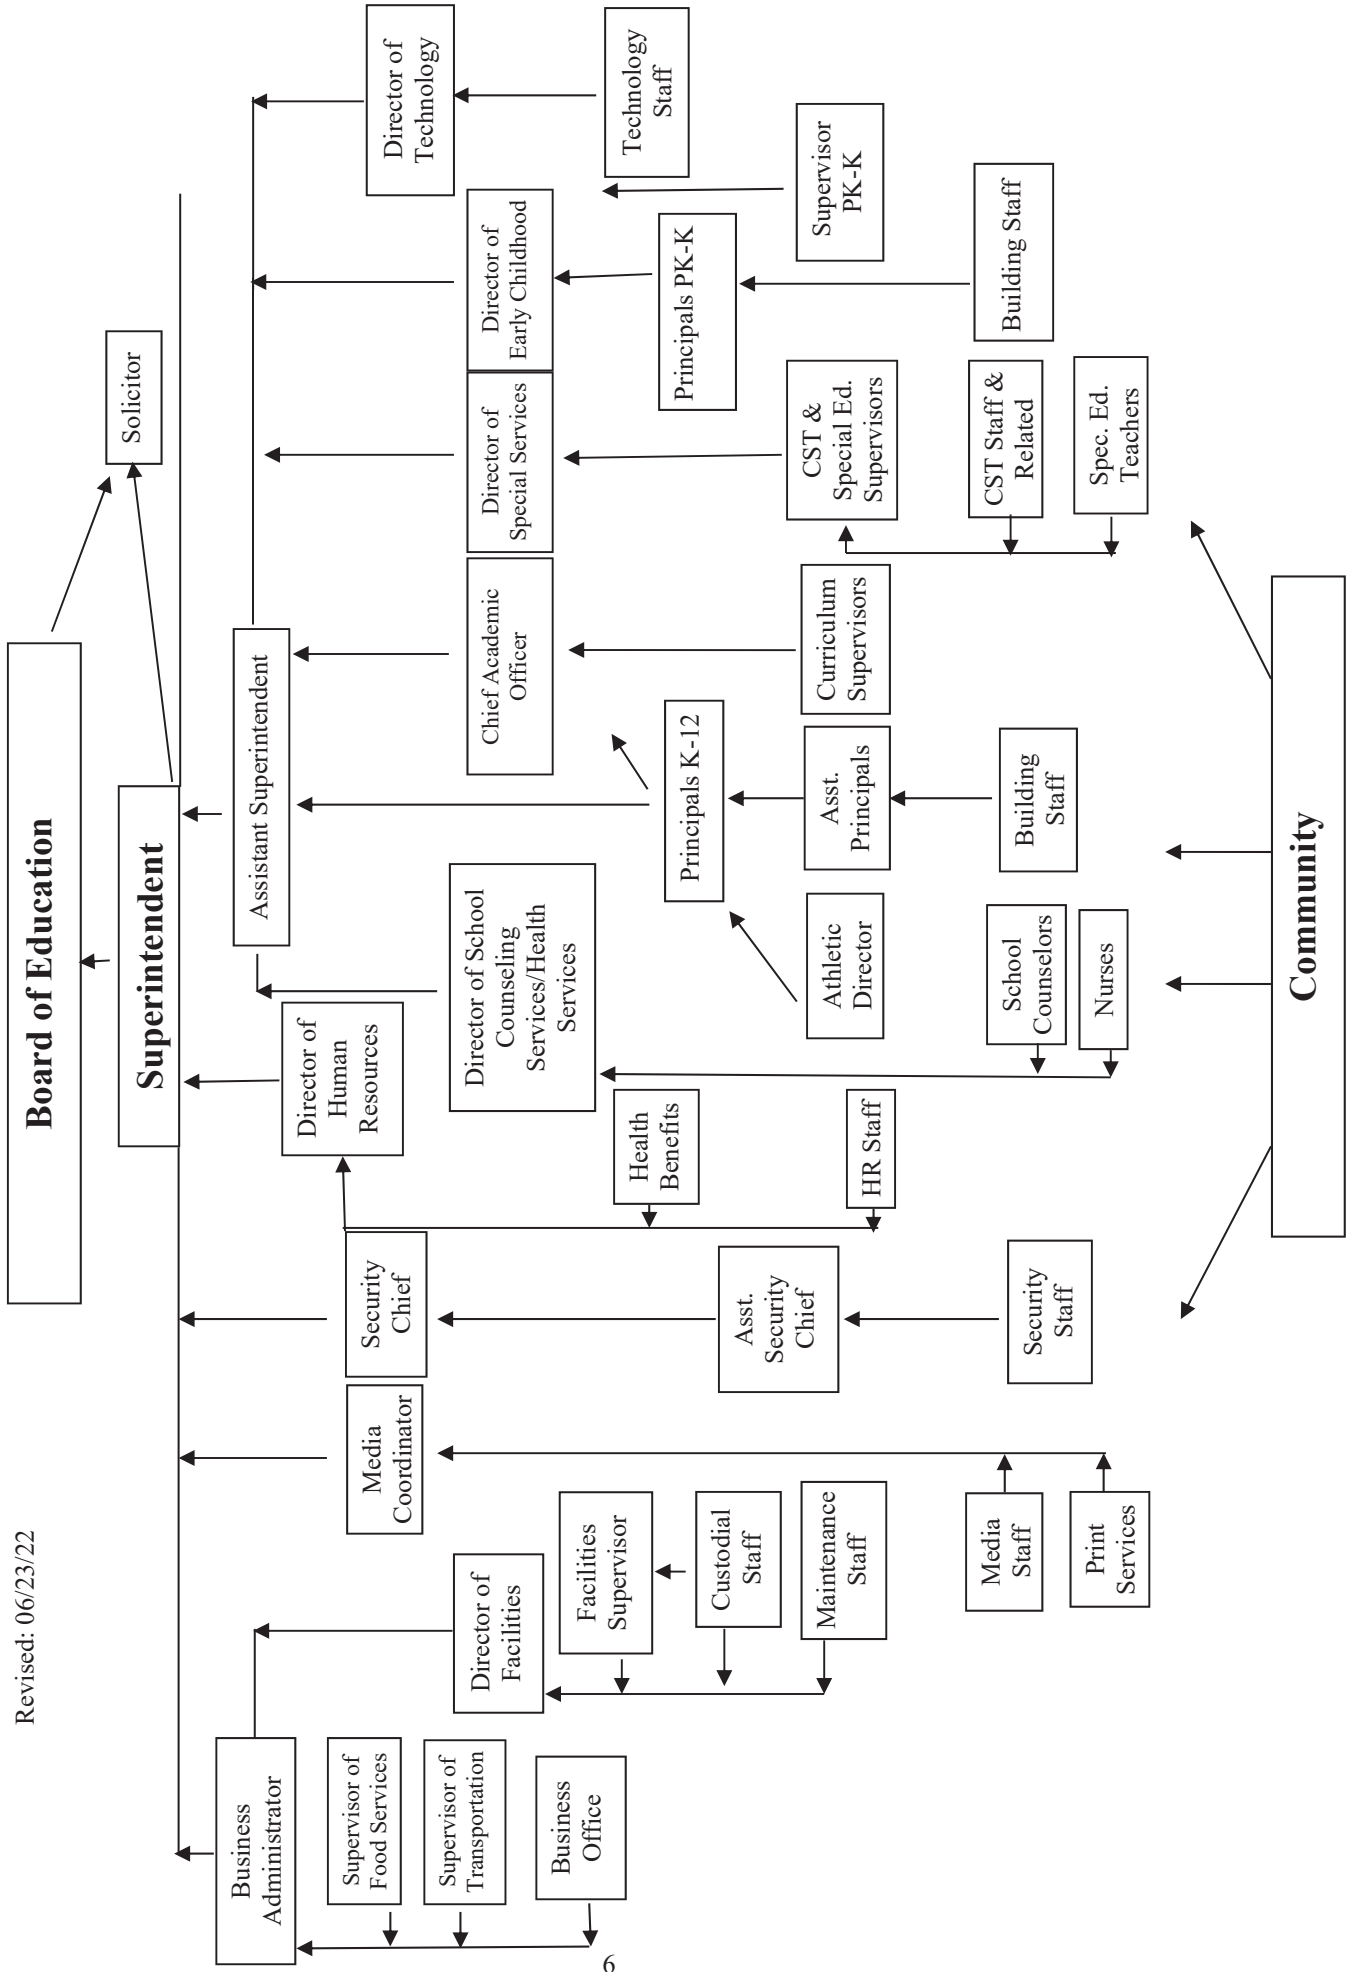 Revised: 06/23/22
Board of Education
Solicitor
Superintendent
Business
Administrator
Assistant Superintendent
Director of
Human
Resources
Supervisor of
Food Services
Media
Coordinator
Security
Chief
Director of
Technology
Supervisor of
Transportation
Director of
Facilities
Director of School
Counseling
Services/Health
Services
Chief Academic
Officer
Director of
Special Services
Director of
Early Childhood
Business
Office
Facilities
Supervisor
Health
Benefits
Technology
Staff
Principals K-12
Principals PK-K
Custodial
Staff
Asst.
Security
Chief
Maintenance
Staff
HR Staff
Athletic
Director
Asst.
Principals
Curriculum
Supervisors
CST &
Special Ed.
Supervisors
Supervisor
PK-K
Media
Staff
Security
Staff
School
Counselors
Building
Staff
CST Staff &
Related
Building Staff
Print
Services
Nurses
Spec. Ed.
Teachers
Community
6